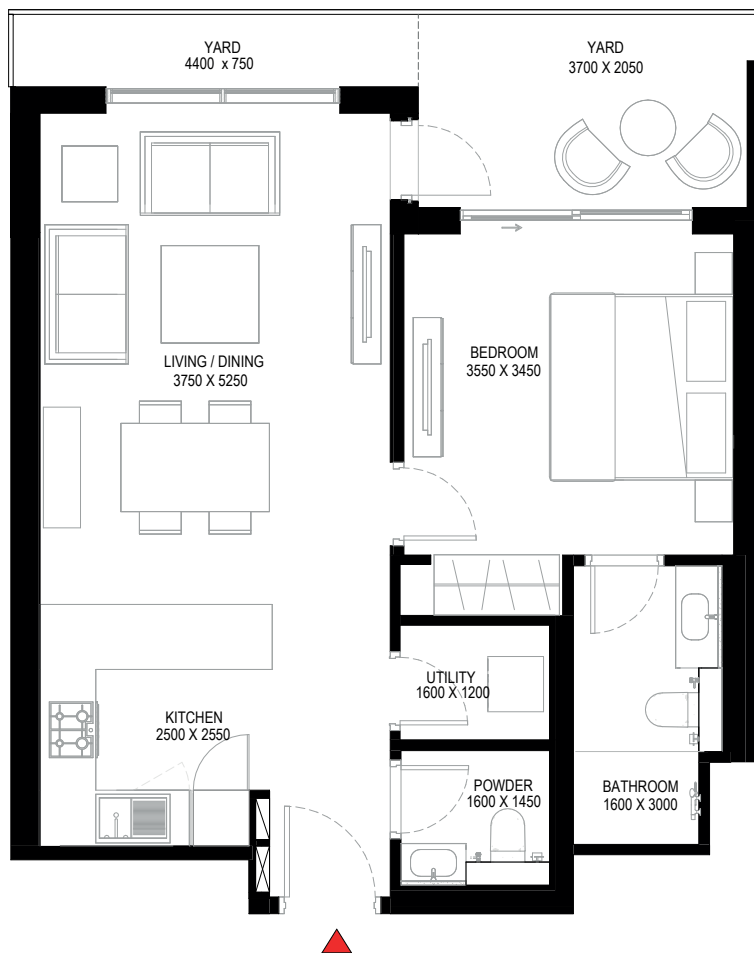 YARD
4400 x 750
YARD
3700 X 2050
LIVING / DINING
3750 X 5250
BEDROOM
3550 X 3450
UTILITY
1600 X 1200
KITCHEN
2500 X 2550
POWDER
1600 X 1450
BATHROOM
1600 X 3000